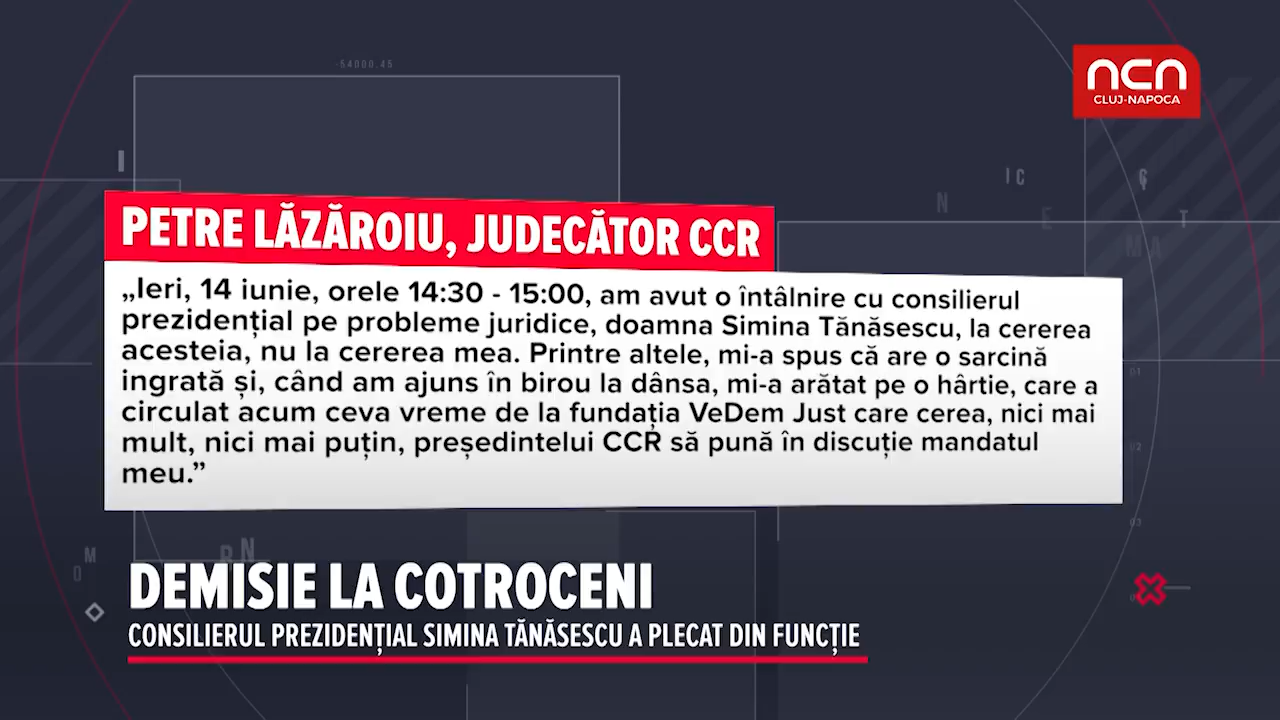 -54000.45
ncn
CLUJ-NAPOCA
PETRE LĂZĂROIU, JUDECĂTOR CCR
„Ieri, 14 iunie, orele 14:30 - 15:00, am avut o întâlnire cu consilierul
prezidențial pe probleme juridice, doamna Simina Tănăsescu, la cererea
acesteia, nu la cererea mea. Printre altele, mi-a spus că are o sarcină
ingrată și, când am ajuns în birou la dânsa, mi-a arătat pe o hârtie, care a
circulat acum ceva vreme de la fundația VeDem Just care cerea, nici mai
mult, nici mai puțin, președintelui CCR să pună în discuție mandatul
meu.”
DEMISIE LA COTROCENI
CONSILIERUL PREZIDENȚIAL SIMINA TĂNĂSESCU A PLECAT DIN FUNCȚIE